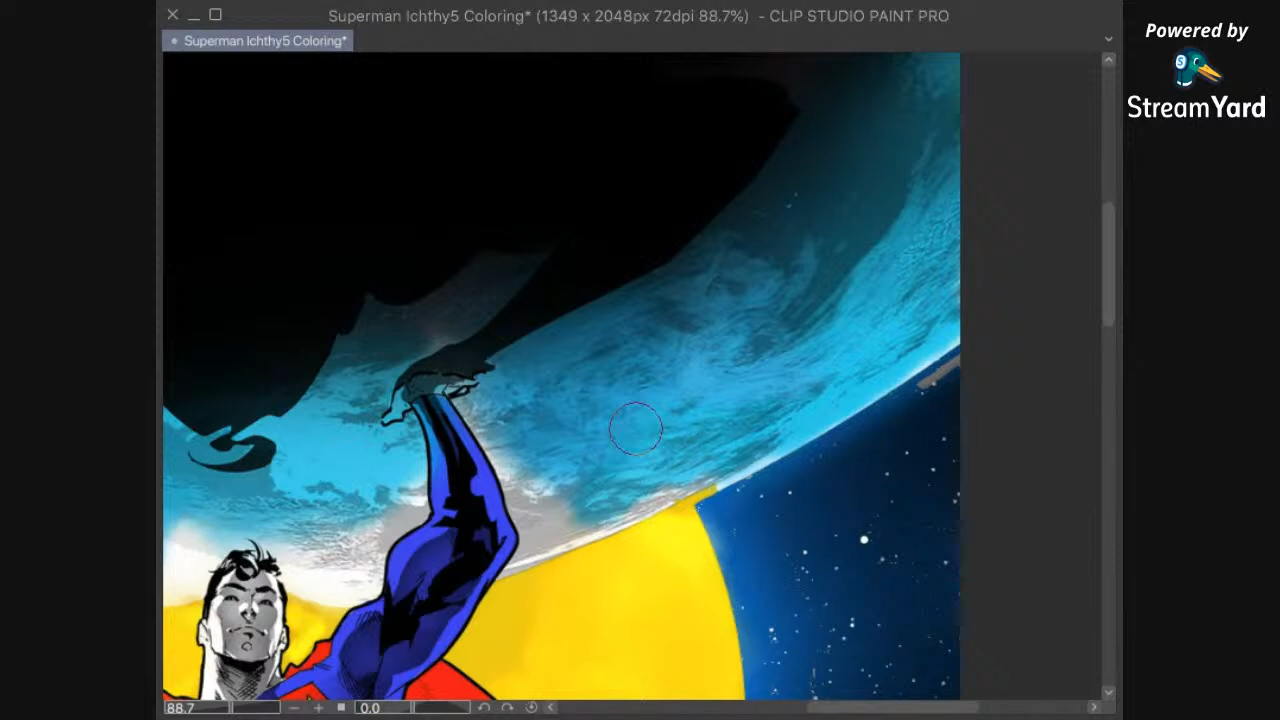 Superman Ichthy5 Coloring* (1349 x 2048px 72dpi 88.7%) - CLIP STUDIO PAINT PRO
Superman Ichthy5 Coloring*
Powered by
S
StreamYard
88.7
0.0